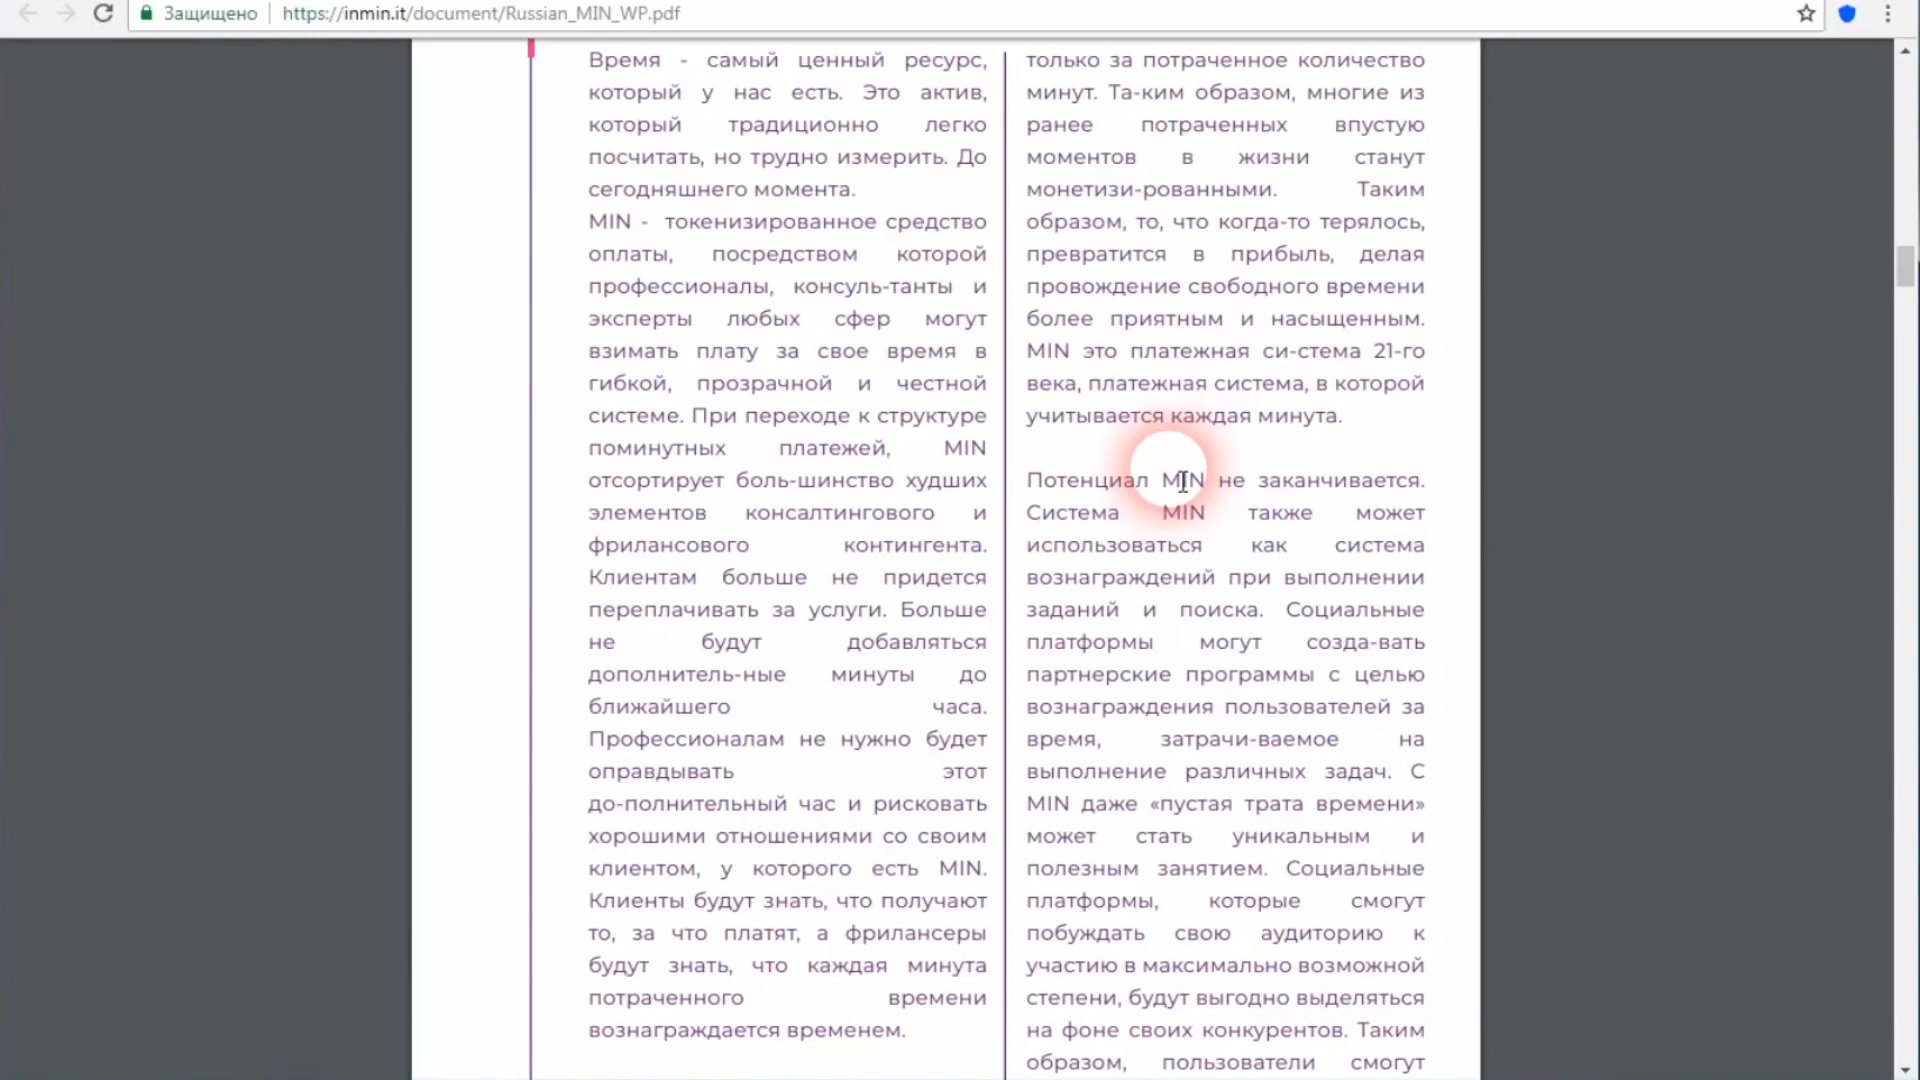 Защищено
https://inmin.it/document/Russian_MIN_WP.pdf
Время - самый ценный ресурс,
который у нас есть. Это актив,
который традиционно легко
посчитать, но трудно измерить. До
сегодняшнего момента.
MIN - токенизированное средство
оплаты, посредством которой
профессионалы, консуль-танты и
эксперты любых сфер могут
взимать плату за свое время в
гибкой, прозрачной и честной
системе. При переходе к структуре
поминутных платежей, MIN
отсортирует боль-шинство худших
элементов консалтингового и
фрилансового контингента.
Клиентам больше не придется
переплачивать за услуги. Больше
не будут добавляться
дополнитель-ные минуты до
ближайшего часа.
Профессионалам не нужно будет
оправдывать этот
до-полнительный час и рисковать
хорошими отношениями со своим
клиентом, у которого есть MIN.
Клиенты будут знать, что получают
то, за что платят, а фрилансеры
будут знать, что каждая минута
потраченного времени
вознаграждается временем.
только за потраченное количество
минут. Та-ким образом, многие из
ранее потраченных впустую
моментов в жизни станут
монетизи-рованными. Таким
образом, то, что когда-то терялось,
превратится в прибыль, делая
провождение свободного времени
более приятным и насыщенным.
MIN это платежная си-стема 21-го
века, платежная система, в которой
учитывается каждая минута.
Потенциал MIN не заканчивается.
Система MIN также может
использоваться как система
вознаграждений при выполнении
заданий и поиска. Социальные
платформы могут созда-вать
партнерские программы с целью
вознаграждения пользователей за
время, затрачи-ваемое на
выполнение различных задач. С
MIN даже «пустая трата времени»
может стать уникальным и
полезным занятием. Социальные
платформы, которые смогут
побуждать свою аудиторию к
участию в максимально возможной
степени, будут выгодно выделяться
на фоне своих конкурентов. Таким
образом, пользователи смогут